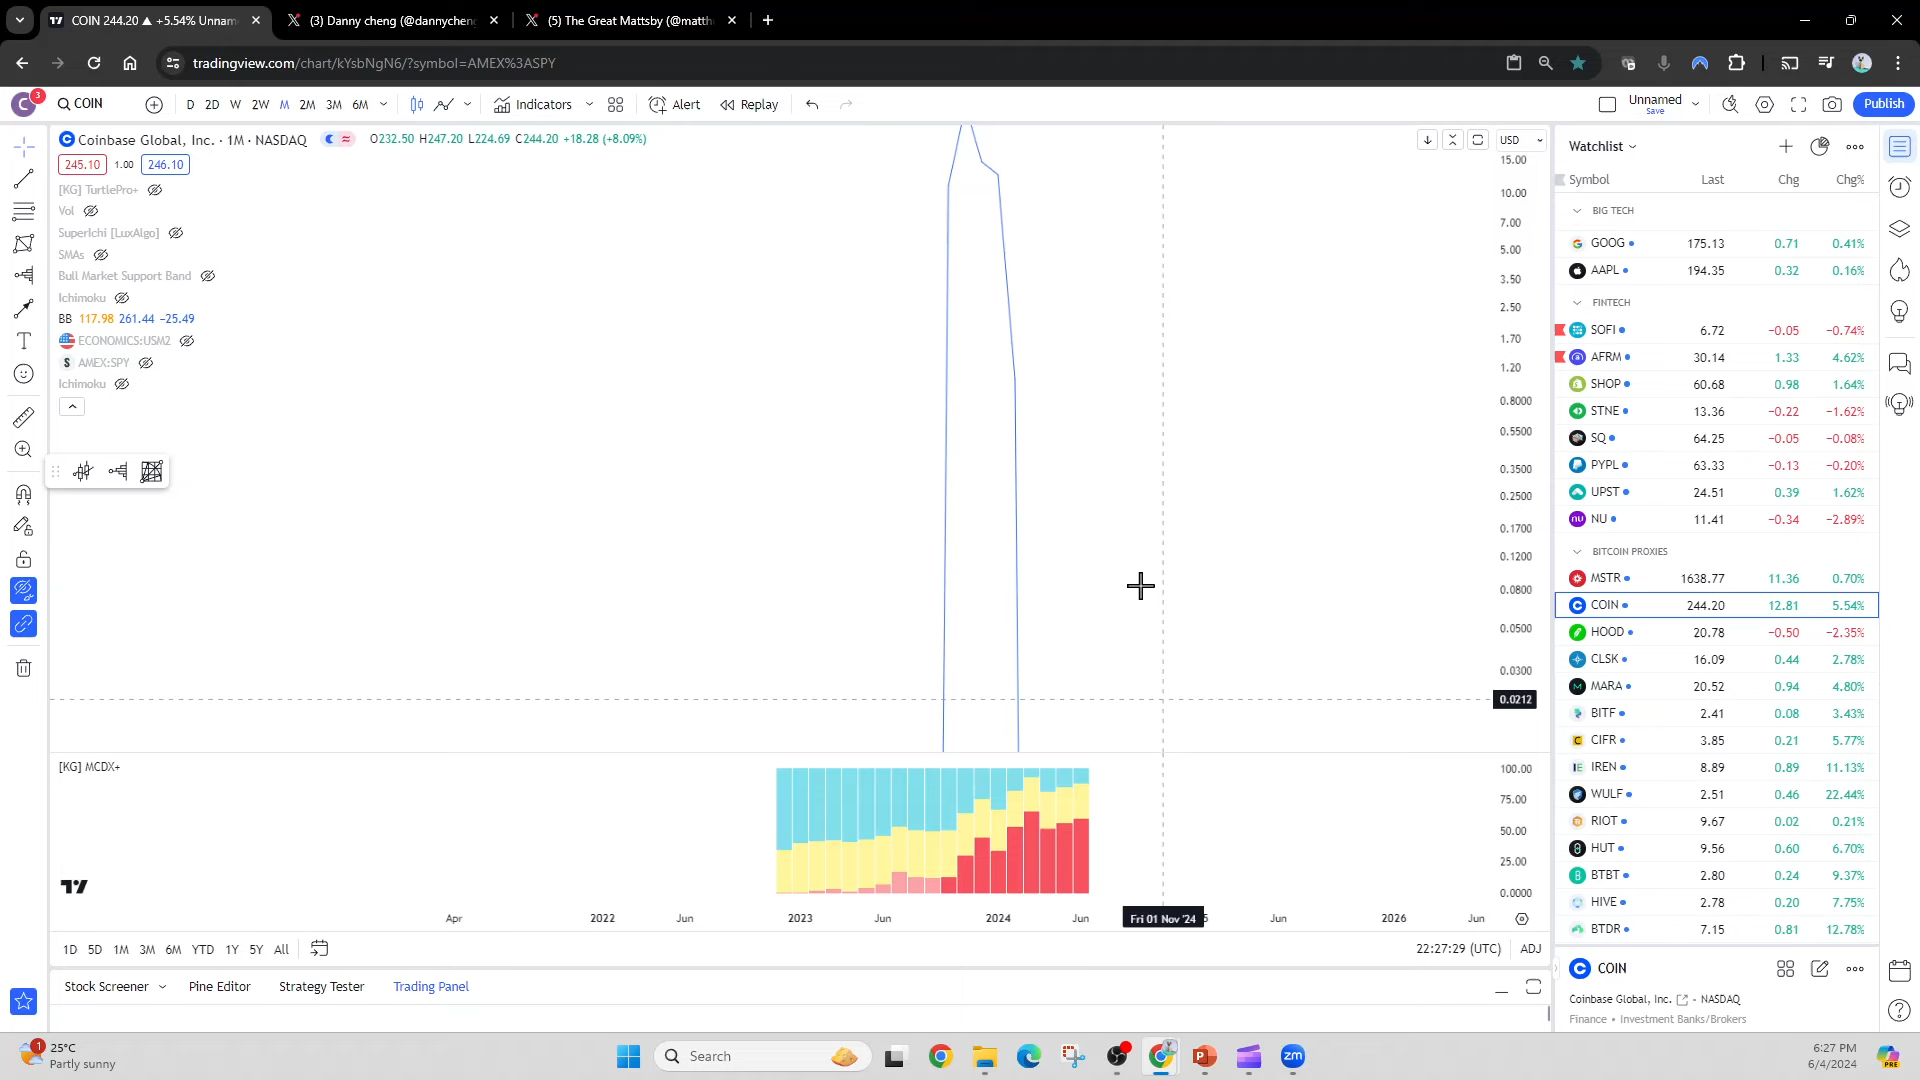 COIN 244.20 ▲ +5.54% Unnam
(3) Danny cheng (@dannychen
(5) The Great Mattsby (@matth
tradingview.com/chart/kYsbNgN6/?symbol=AMEX%3ASPY
C 3 COIN D 2D W 2W M 2M 3M 6M Indicators Alert Replay Unnamed Save Publish
Coinbase Global, Inc. · 1M · NASDAQ O232.50 H247.20 L224.69 C244.20 +18.28 (+8.09%)
245.10 1.00 246.10
[KG] TurtlePro+
Vol
SuperIchi [LuxAlgo]
SMAs
Bull Market Support Band
Ichimoku
BB 117.98 261.44 −25.49
ECONOMICS:USM2
S AMEX:SPY
Ichimoku
USD
15.00
10.00
7.00
5.00
3.50
2.50
1.70
1.20
0.8000
0.5500
0.3500
0.2500
0.1700
0.1200
0.0800
0.0500
0.0300
0.0212
[KG] MCDX+
100.00
75.00
50.00
25.00
0.0000
Apr 2022 Jun 2023 Jun 2024 Jun Fri 01 Nov '24 5 Jun 2026 Jun
1D 5D 1M 3M 6M YTD 1Y 5Y All 22:27:29 (UTC) ADJ
Stock Screener Pine Editor Strategy Tester Trading Panel
Watchlist
Symbol Last Chg Chg%
BIG TECH
GOOG 175.13 0.71 0.41%
AAPL 194.35 0.32 0.16%
FINTECH
SOFI 6.72 −0.05 −0.74%
AFRM 30.14 1.33 4.62%
SHOP 60.68 0.98 1.64%
STNE 13.36 −0.22 −1.62%
SQ 64.25 −0.05 −0.08%
PYPL 63.33 −0.13 −0.20%
UPST 24.51 0.39 1.62%
NU 11.41 −0.34 −2.89%
BITCOIN PROXIES
MSTR 1638.77 11.36 0.70%
COIN 244.20 12.81 5.54%
HOOD 20.78 −0.50 −2.35%
CLSK 16.09 0.44 2.78%
MARA 20.52 0.94 4.80%
BITF 2.41 0.08 3.43%
CIFR 3.85 0.21 5.77%
IREN 8.89 0.89 11.13%
WULF 2.51 0.46 22.44%
RIOT 9.67 0.02 0.21%
HUT 9.56 0.60 6.70%
BTBT 2.80 0.24 9.37%
HIVE 2.78 0.20 7.75%
BTDR 7.15 0.81 12.78%
COIN
Coinbase Global, Inc. - NASDAQ
Finance • Investment Banks/Brokers
1 25°C
Partly sunny
Search
zm
6:27 PM
6/4/2024
PRE